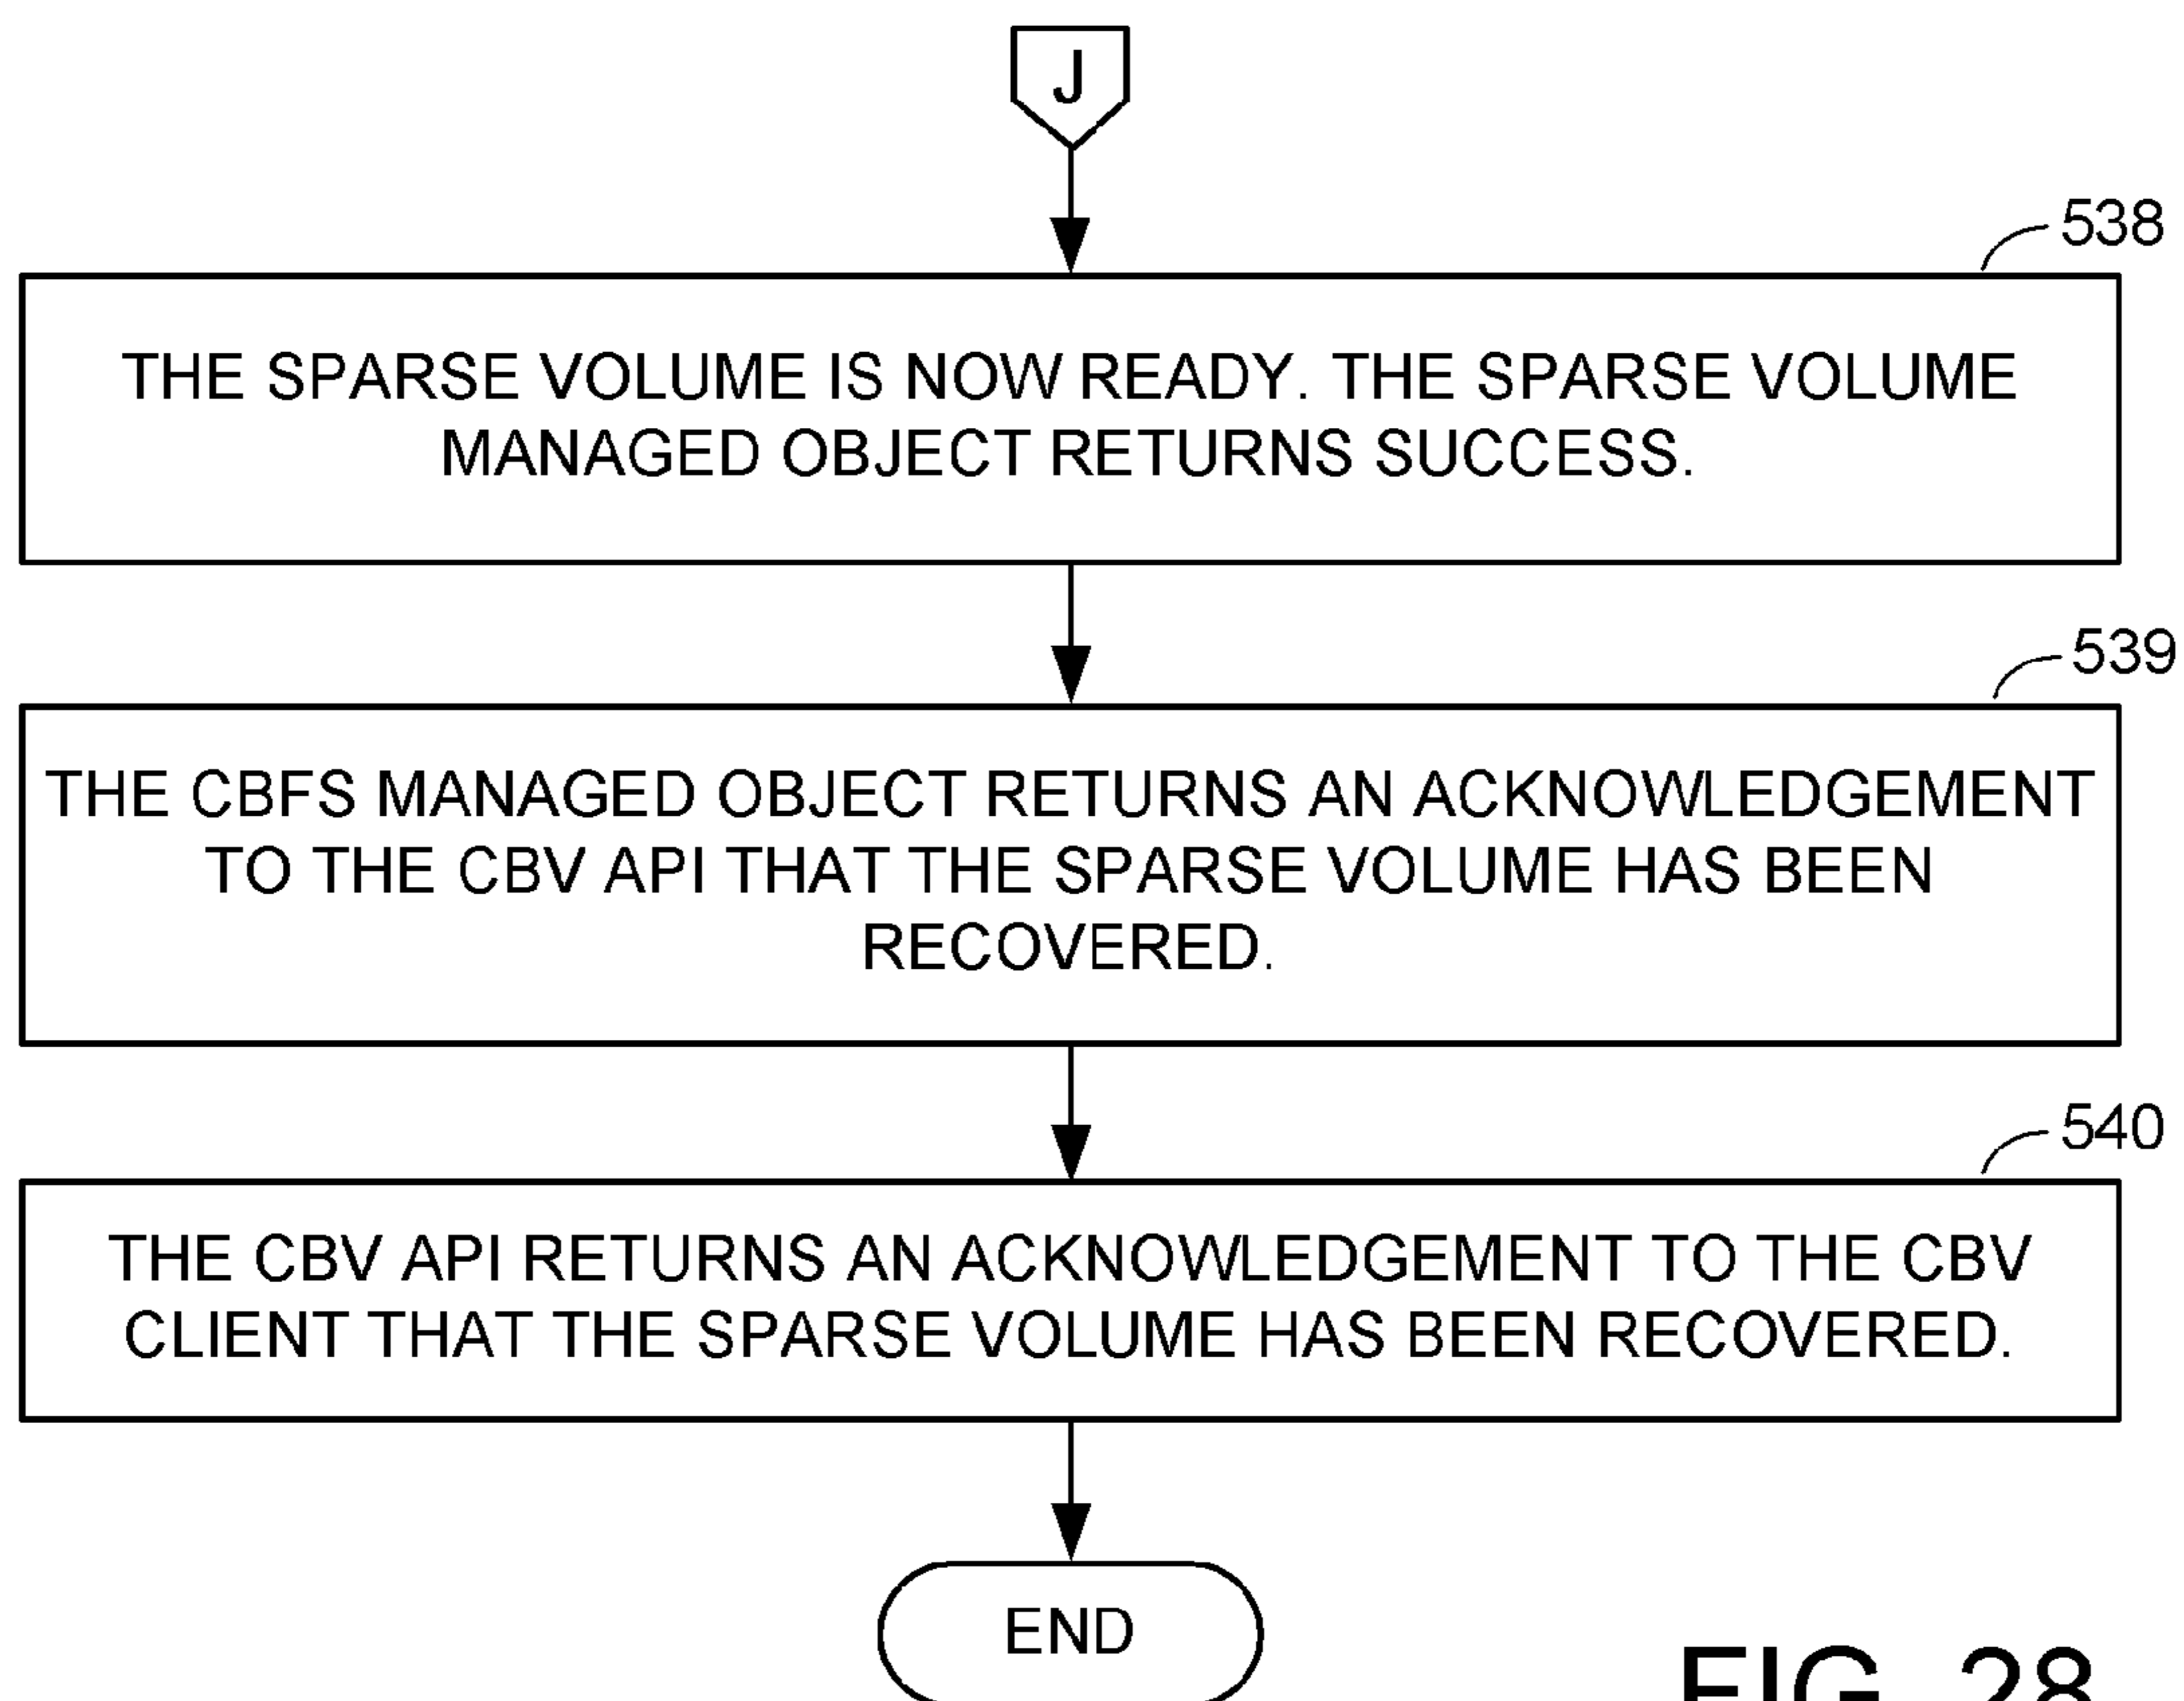 J
538
THE SPARSE VOLUME IS NOW READY. THE SPARSE VOLUME
MANAGED OBJECT RETURNS SUCCESS.
539
THE CBFS MANAGED OBJECT RETURNS AN ACKNOWLEDGEMENT
TO THE CBV API THAT THE SPARSE VOLUME HAS BEEN
RECOVERED.
540
THE CBV API RETURNS AN ACKNOWLEDGEMENT TO THE CBV
CLIENT THAT THE SPARSE VOLUME HAS BEEN RECOVERED.
END
FIG. 28